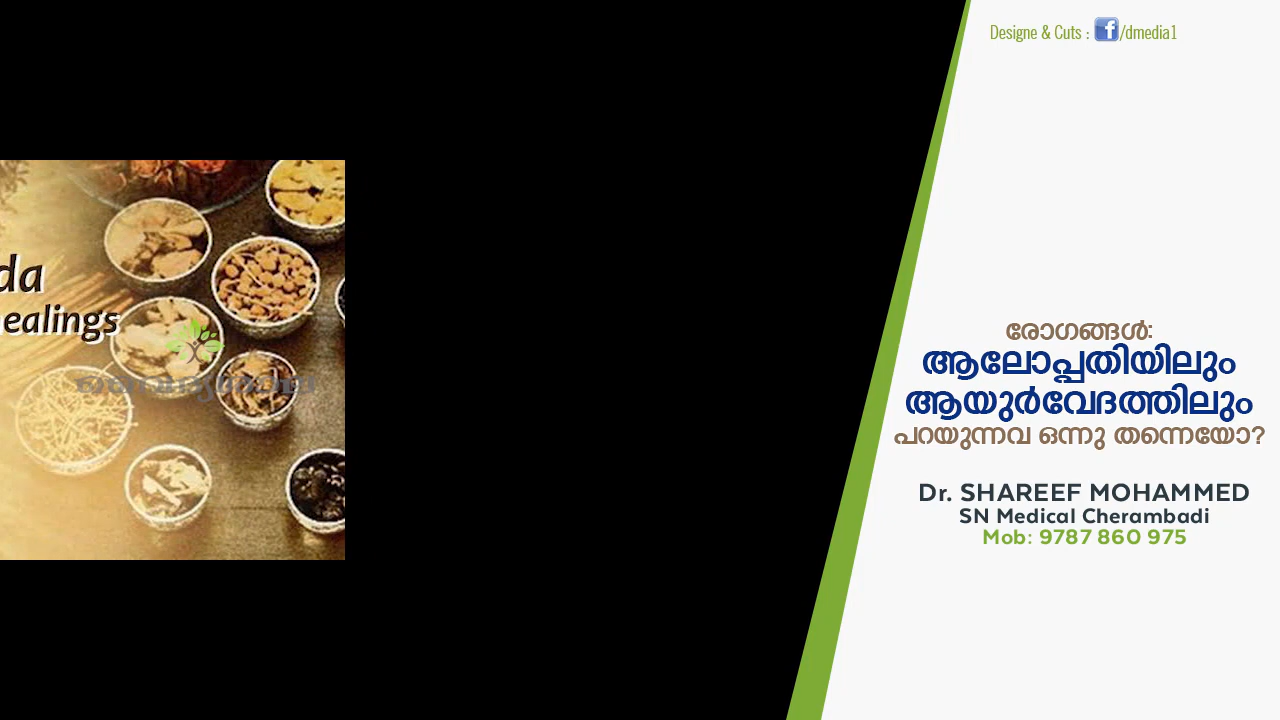 Designe & Cuts : f/dmedia1
da
ealings
രോഗങ്ങൾ:
ആലോപ്പതിയിലും
ആയുർവേദത്തിലും
പറയുന്നവ ഒന്നു തന്നെയോ?
Dr. SHAREEF MOHAMMED
SN Medical Cherambadi
Mob: 9787 860 975